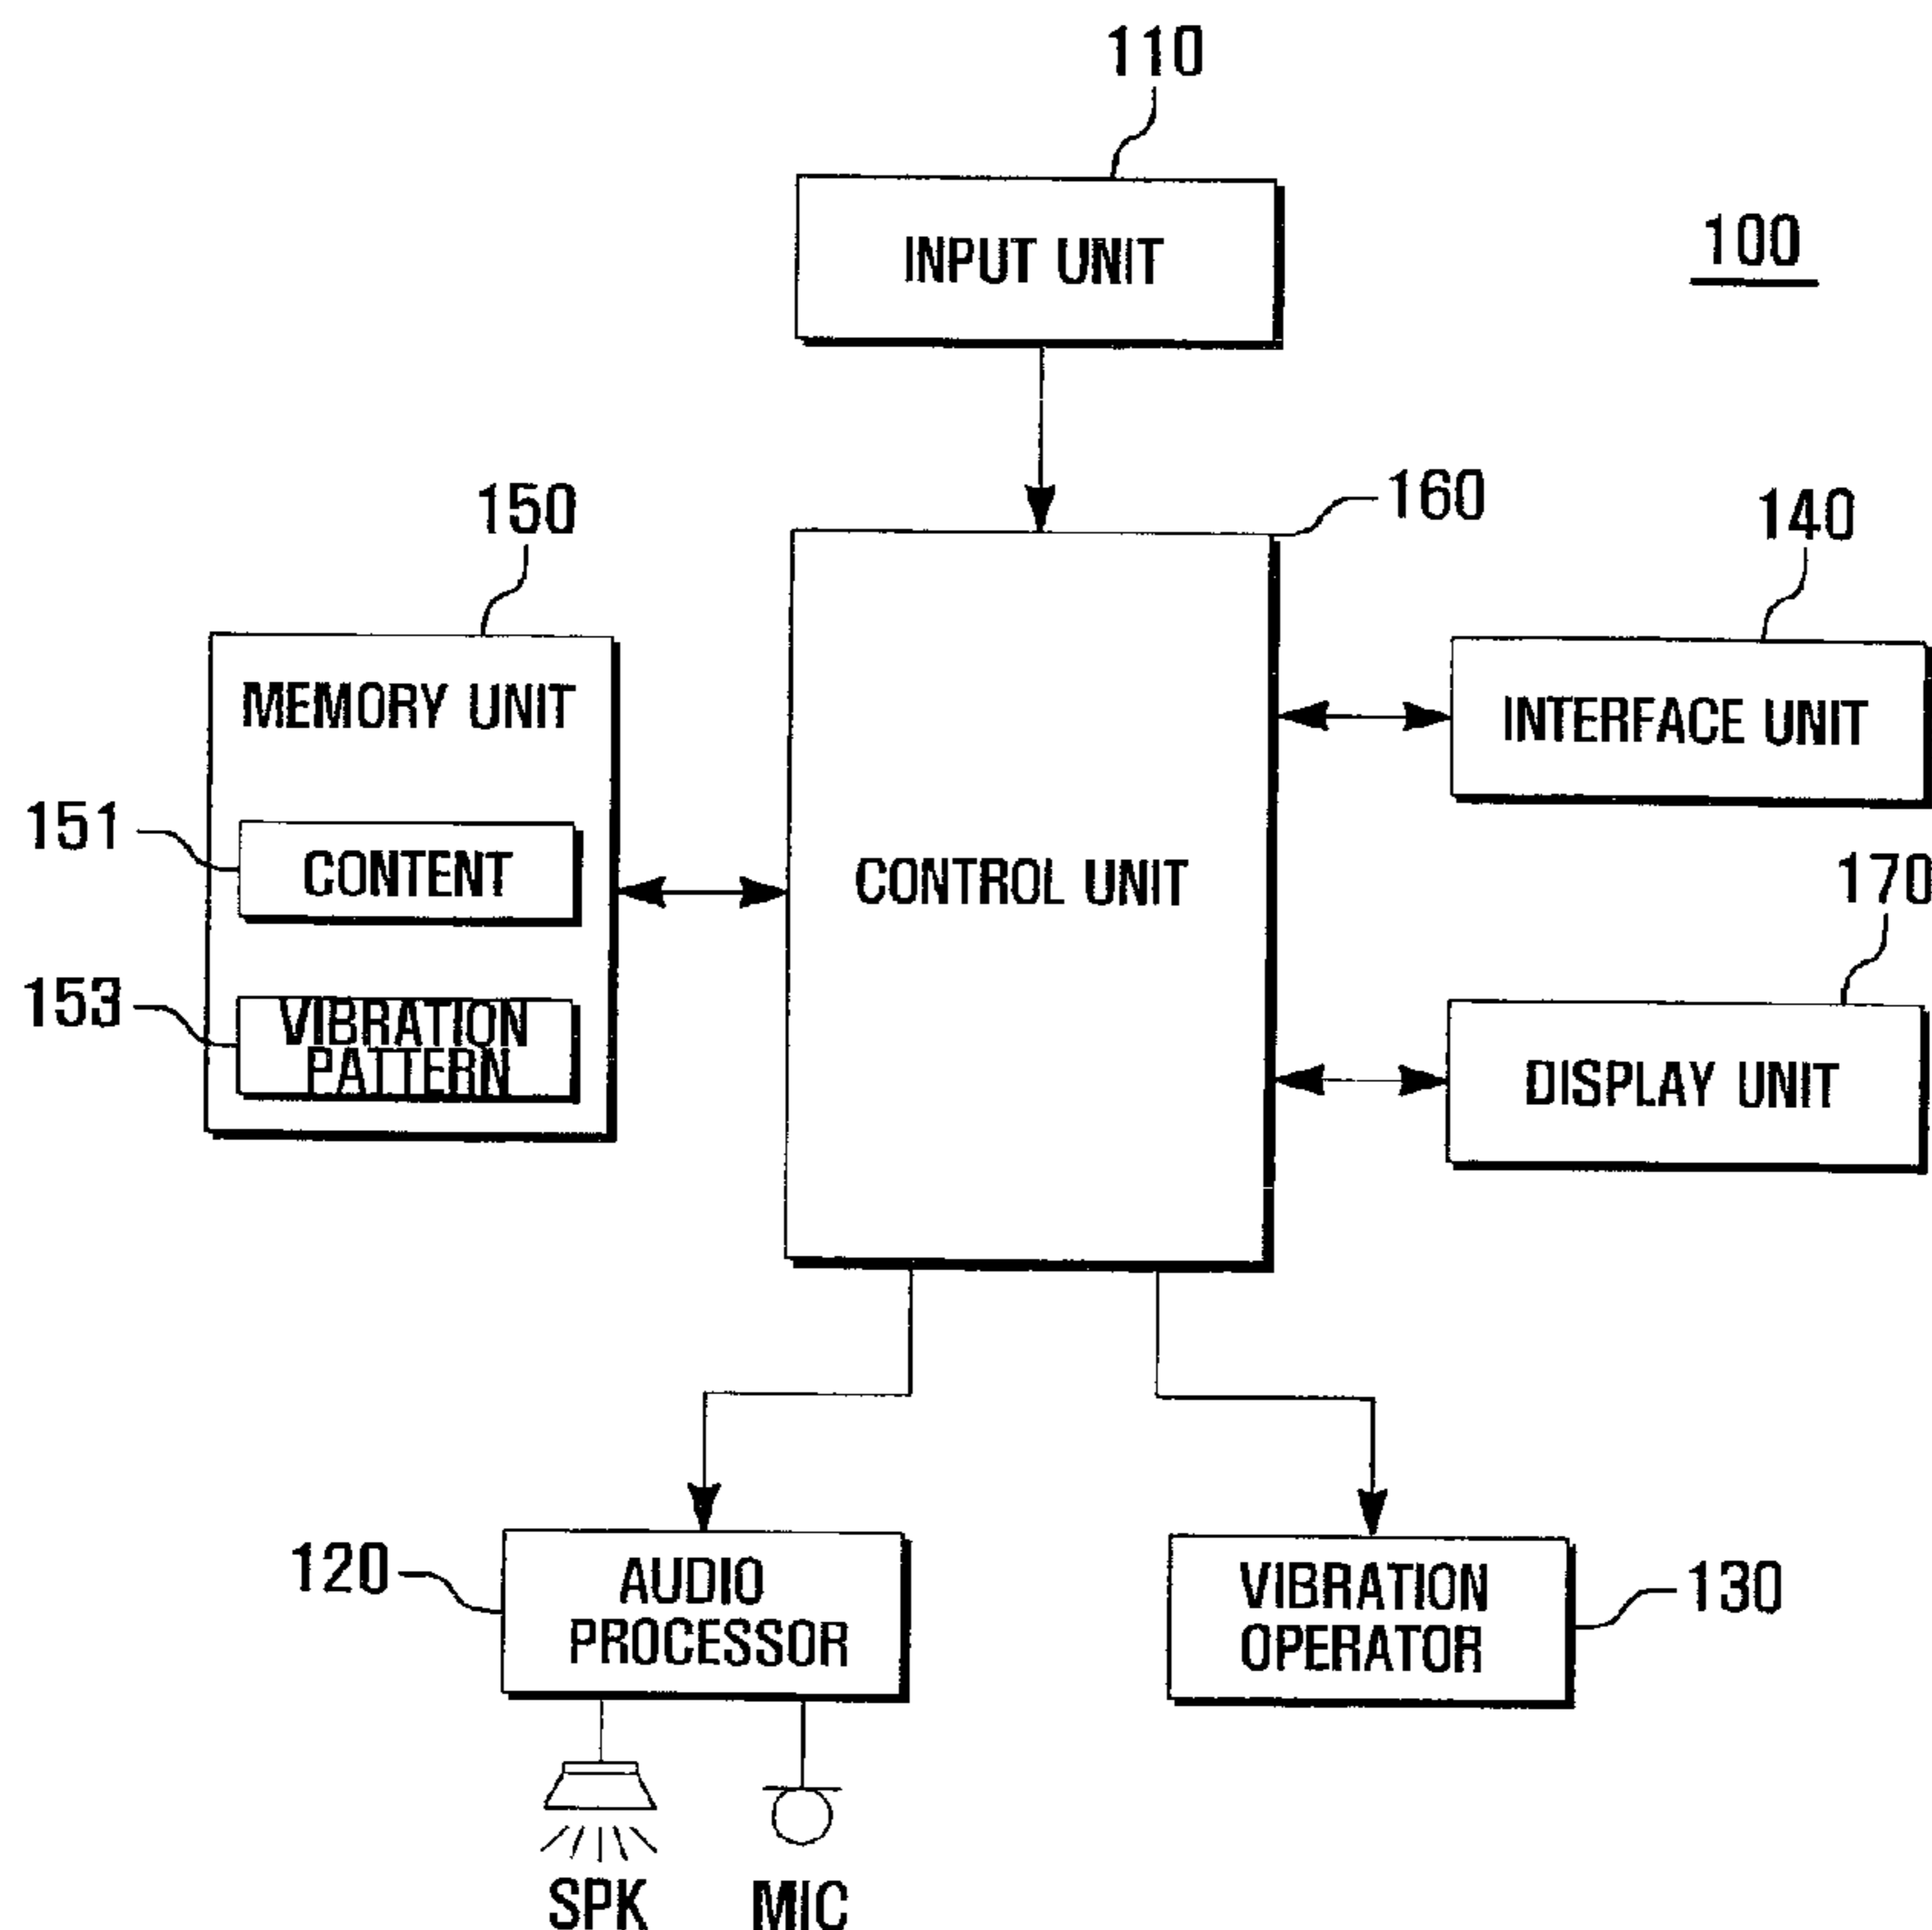 110
INPUT UNIT
100
150
160
140
MEMORY UNIT
INTERFACE UNIT
151
CONTENT
CONTROL UNIT
170
153
VIBRATION
PATTERN
DISPLAY UNIT
120
AUDIO
PROCESSOR
VIBRATION
OPERATOR
130
SPK
MIC